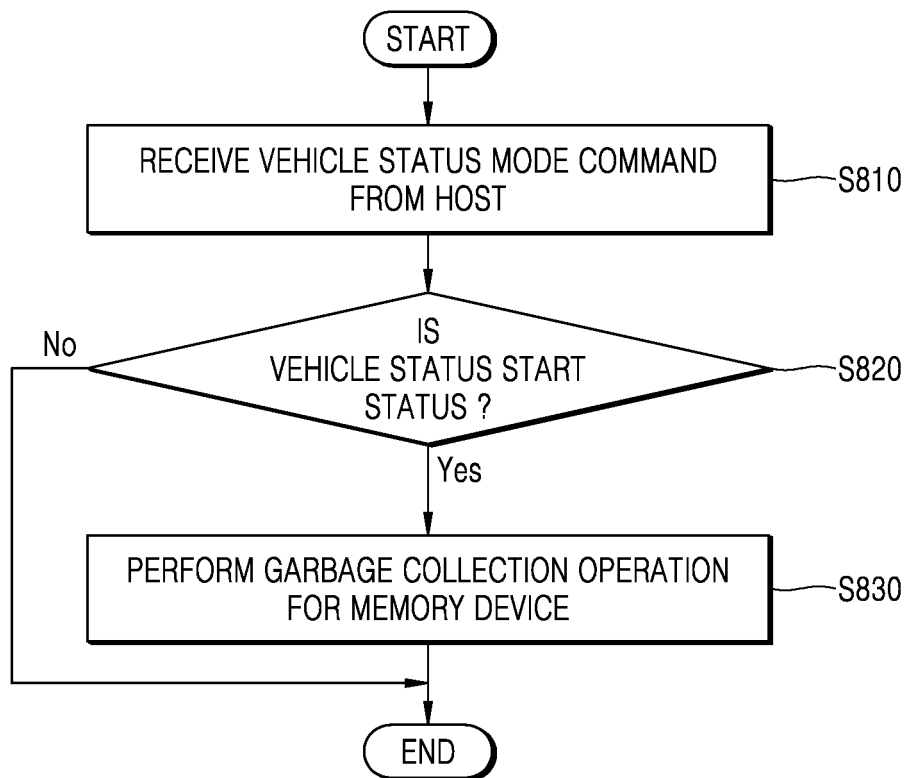 START
RECEIVE VEHICLE STATUS MODE COMMAND
FROM HOST
S810
IS
VEHICLE STATUS START
STATUS ?
S820
No
Yes
PERFORM GARBAGE COLLECTION OPERATION
FOR MEMORY DEVICE
S830
END